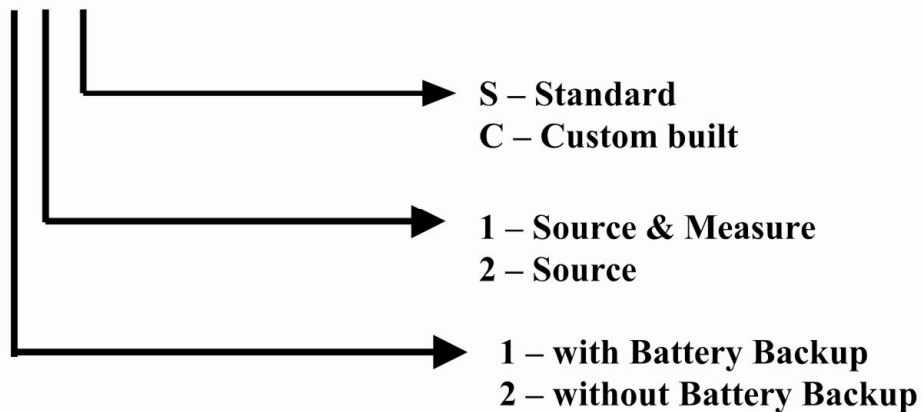 S – Standard
C – Custom built
1 – Source & Measure
2 – Source
1 – with Battery Backup
2 – without Battery Backup